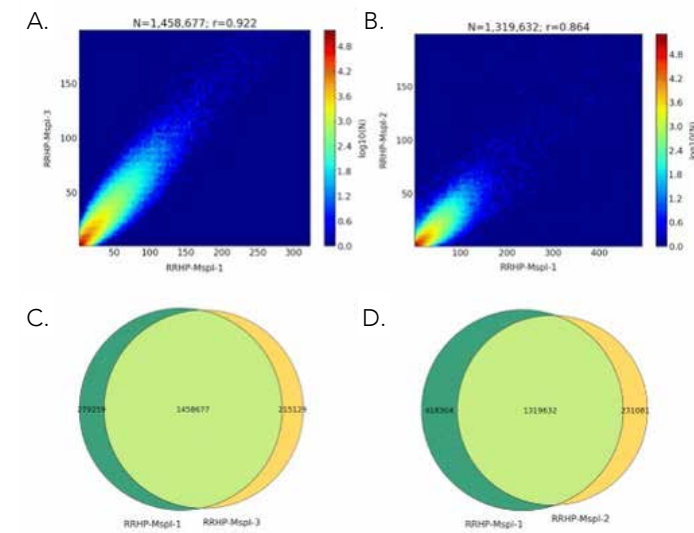 A.
N=1,458,677; r=0.922
150
100
50
RRHP-MspI-3
50 100 150 200 250 300
RRHP-MspI-1
4.8
4.2
3.6
3.0
2.4
1.8
1.2
0.6
0.0
log10(N)
B.
N=1,319,632; r=0.864
150
100
50
RRHP-MspI-2
100 200 300 400
RRHP-MspI-1
4.8
4.2
3.6
3.0
2.4
1.8
1.2
0.6
0.0
log10(N)
C.
279259 1458677 215129
RRHP-MspI-1 RRHP-MspI-3
D.
418304 1319632 231081
RRHP-MspI-1 RRHP-MspI-2